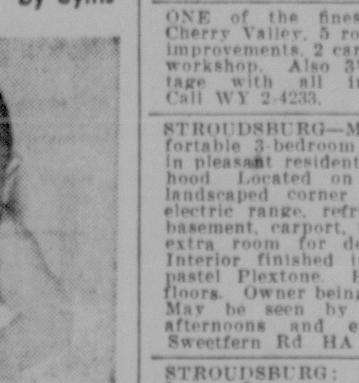 by Syms
ONE of the fines
Cherry Valley, 5 ro
improvements, 2 car
workshop. Also 3
tage with all i
Call WY 2-4233.
STROUDSBURG—M
fortable 3-bedroom
in pleasant resident
hood Located on
landscaped corner
electric range, refr
basement, carport,
extra room for de
Interior finished i
pastel Plextone.
floors. Owner being
May be seen by
afternoons and e
Sweetfern Rd HA
STROUDSBURG: